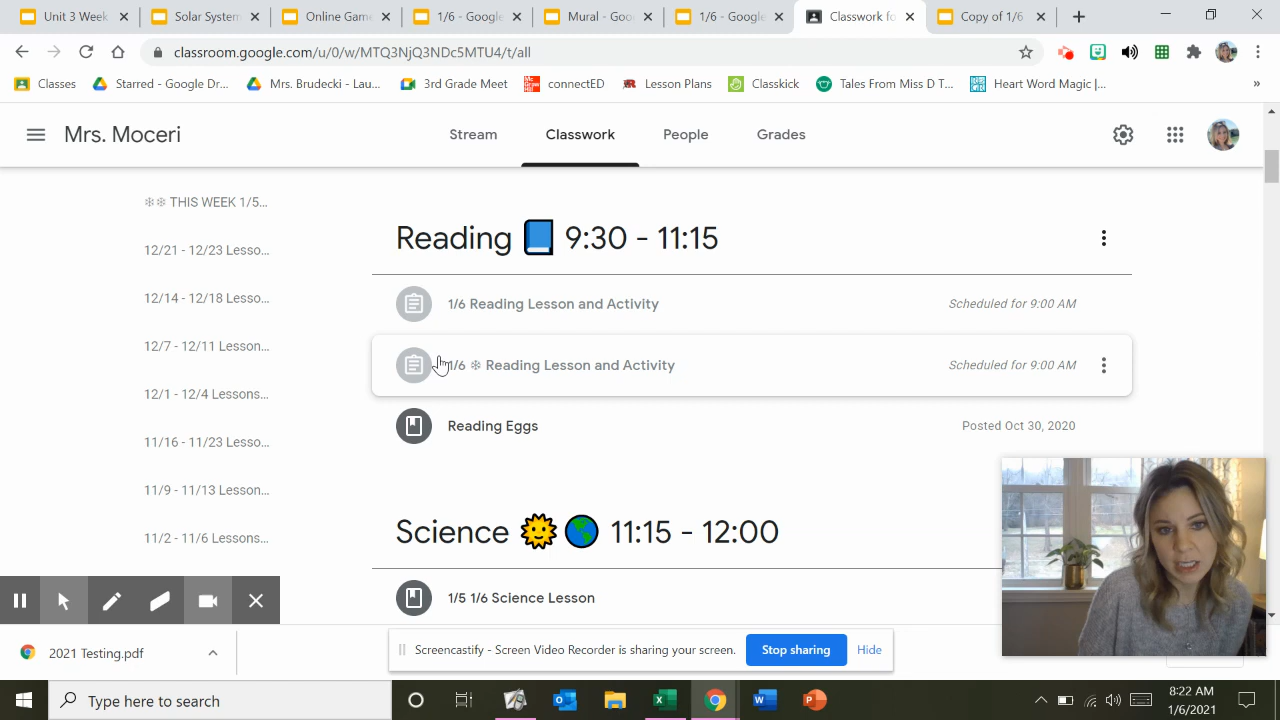 Unit 3 Week
Solar System
Online Game
1/6 - Google
Mural - Goo
1/6 - Google
Classwork fo
Copy of 1/6
classroom.google.com/u/0/w/MTQ3NjQ3NDc5MTU4/t/all
Classes
Starred - Google Dr...
Mrs. Brudecki - Lau...
3rd Grade Meet
connectED
Lesson Plans
Classkick
Tales From Miss D T...
Heart Word Magic |...
»
Mrs. Moceri
Stream
Classwork
People
Grades
❄❄ THIS WEEK 1/5...
12/21 - 12/23 Lesso...
12/14 - 12/18 Lesso...
12/7 - 12/11 Lesson...
12/1 - 12/4 Lessons...
11/16 - 11/23 Lesso...
11/9 - 11/13 Lesson...
11/2 - 11/6 Lessons...
Reading 📘 9:30 - 11:15
1/6 Reading Lesson and Activity
Scheduled for 9:00 AM
1/6 ❄ Reading Lesson and Activity
Scheduled for 9:00 AM
Reading Eggs
Posted Oct 30, 2020
Science 🌞 🌎 11:15 - 12:00
1/5 1/6 Science Lesson
2021 Testing.pdf
Screencastify - Screen Video Recorder is sharing your screen.
Stop sharing
Hide
Type here to search
8:22 AM
1/6/2021